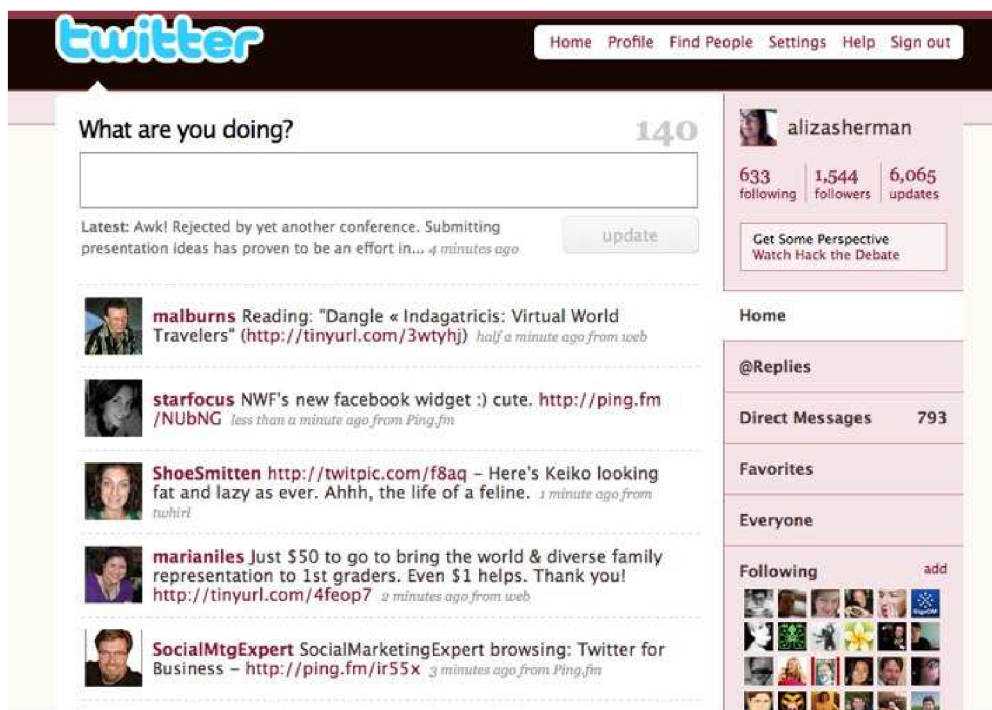 twitter
Home Profile Find People Settings Help Sign out
What are you doing?
140
Latest: Awk! Rejected by yet another conference. Submitting
presentation ideas has proven to be an effort in... 4 minutes ago
update
malburns Reading: "Dangle « Indagatricis: Virtual World
Travelers" (http://tinyurl.com/3wtyhj) half a minute ago from web
starfocus NWF's new facebook widget :) cute. http://ping.fm
/NUbNG less than a minute ago from Ping.fm
ShoeSmitten http://twitpic.com/f8aq – Here's Keiko looking
fat and lazy as ever. Ahhh, the life of a feline. 1 minute ago from
twhirl
marianiles Just $50 to go to bring the world & diverse family
representation to 1st graders. Even $1 helps. Thank you!
http://tinyurl.com/4feop7 2 minutes ago from web
SocialMtgExpert SocialMarketingExpert browsing: Twitter for
Business – http://ping.fm/ir55x 3 minutes ago from Ping.fm
alizasherman
633 1,544 6,065
following followers updates
Get Some Perspective
Watch Hack the Debate
Home
@Replies
Direct Messages 793
Favorites
Everyone
Following add
GigaOM